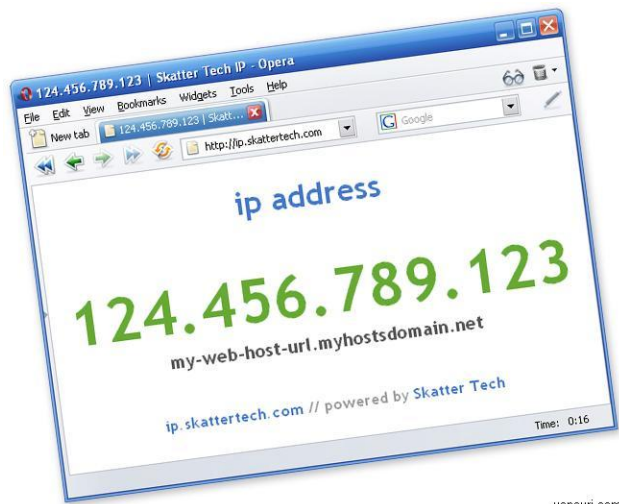 124.456.789.123 | Skatter Tech IP - Opera
File Edit View Bookmarks Widgets Tools Help
New tab 124.456.789.123 | Skatt...
http://ip.skattertech.com Google
ip address
124.456.789.123
my-web-host-url.myhostsdomain.net
ip.skattertech.com // powered by Skatter Tech
Time: 0:16